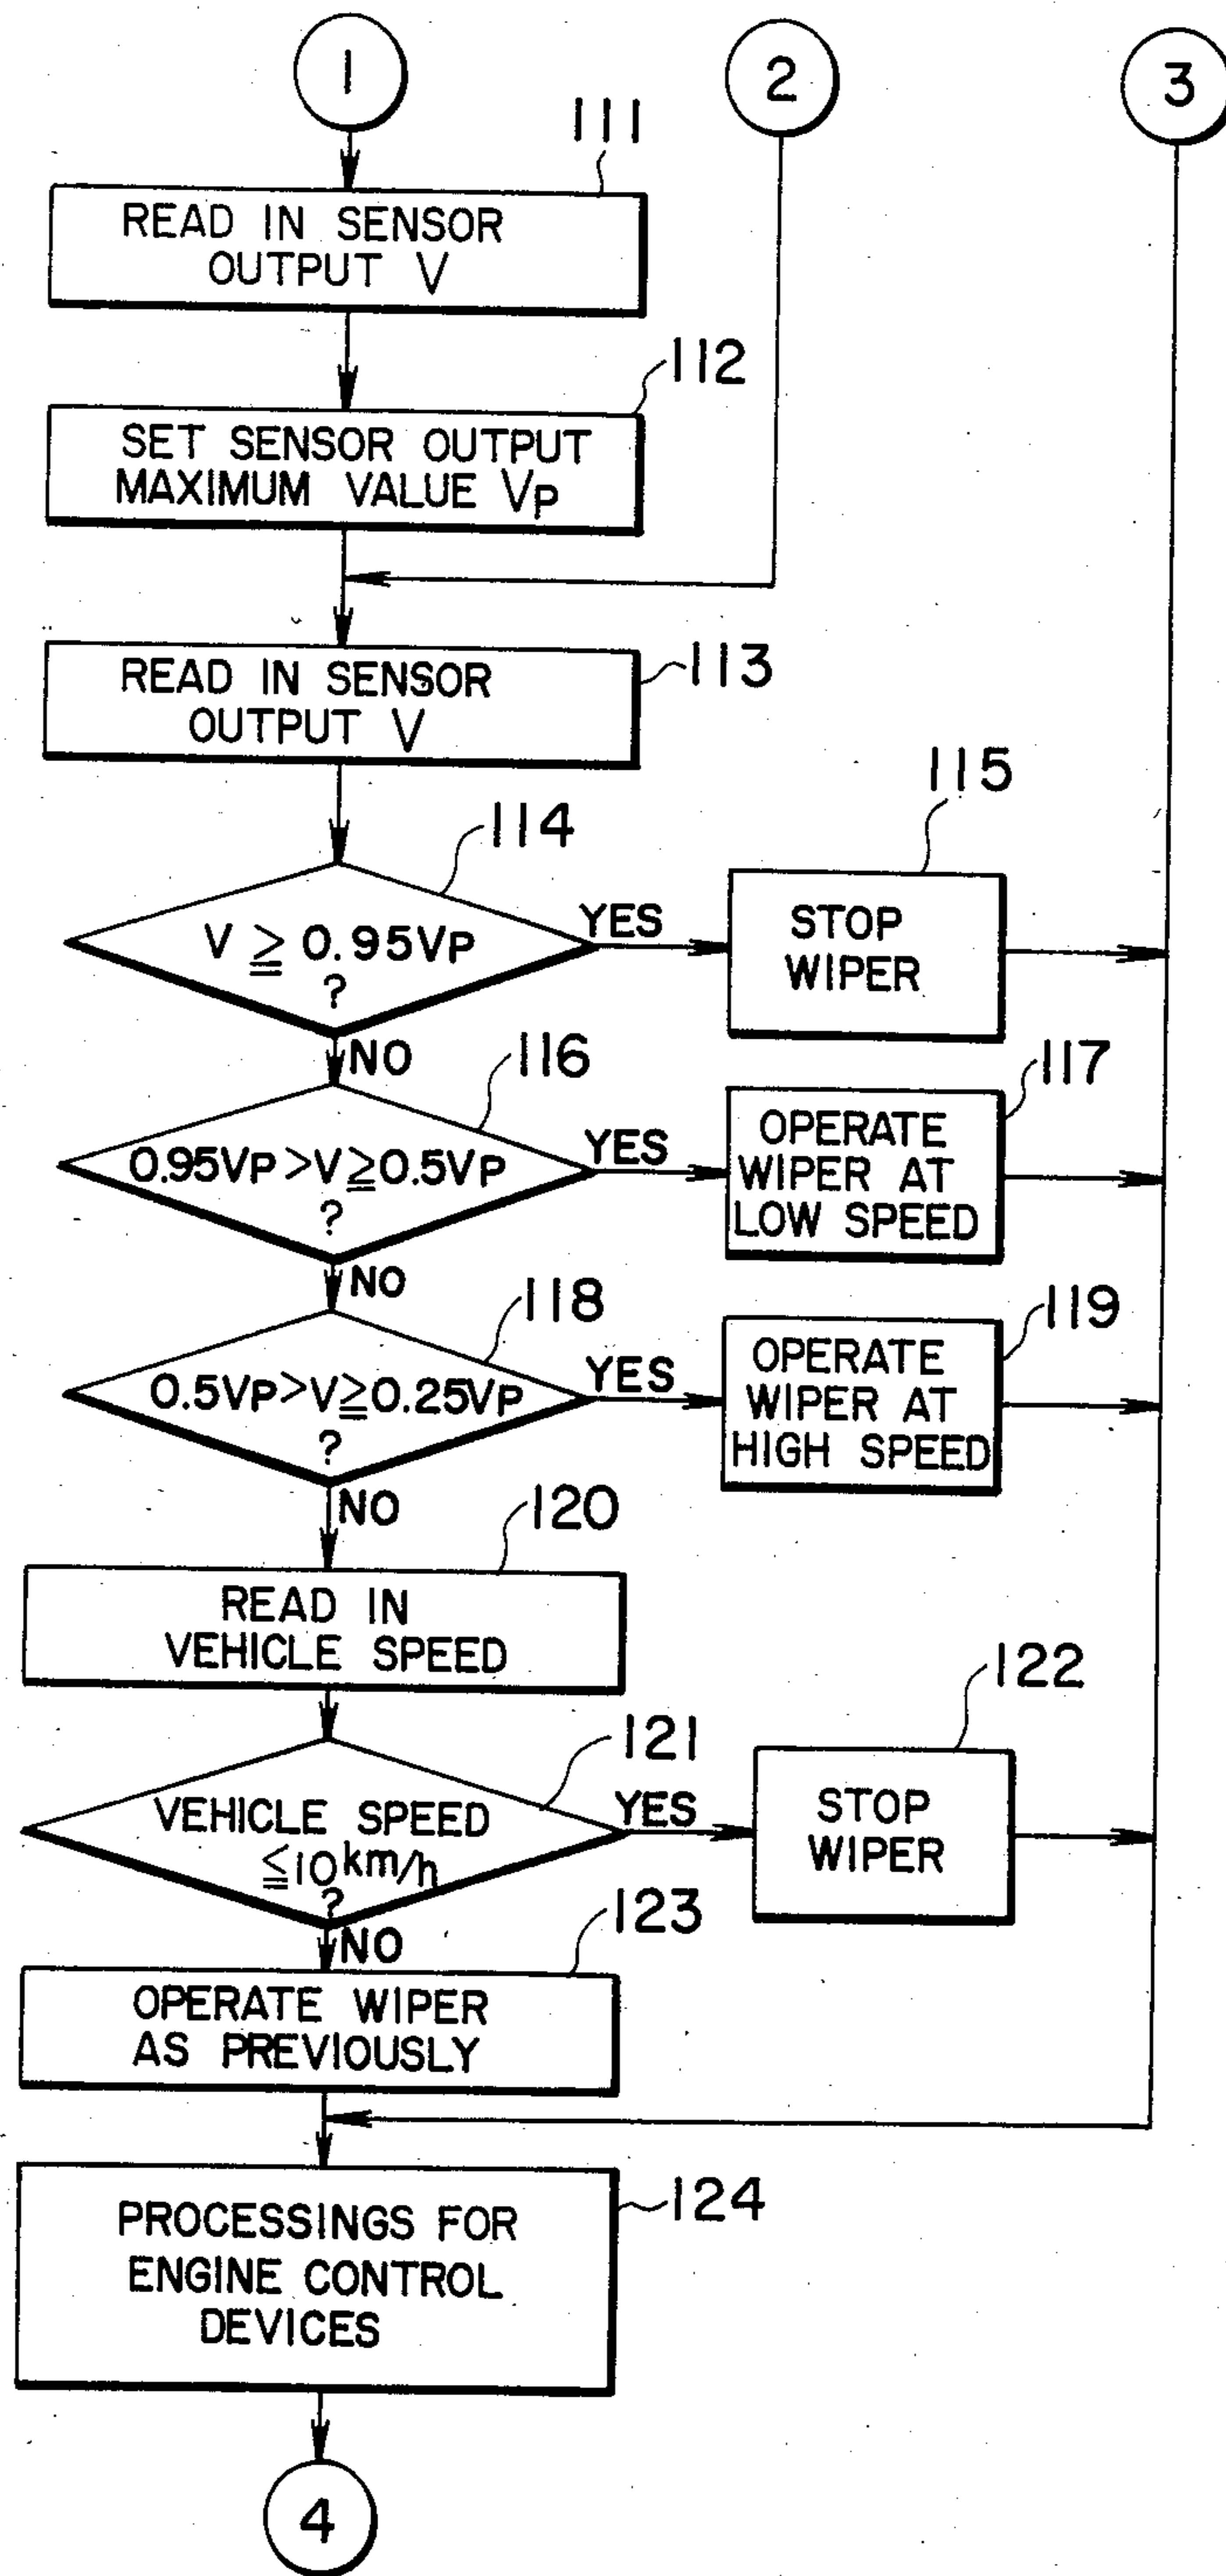 1
2
3
111
READ IN SENSOR
OUTPUT V
112
SET SENSOR OUTPUT
MAXIMUM VALUE VP
113
READ IN SENSOR
OUTPUT V
114
V ≧ 0.95VP
?
YES
115
STOP
WIPER
NO
116
0.95VP>V≧0.5VP
?
YES
117
OPERATE
WIPER AT
LOW SPEED
NO
118
0.5VP>V≧0.25VP
?
YES
119
OPERATE
WIPER AT
HIGH SPEED
NO
120
READ IN
VEHICLE SPEED
121
VEHICLE SPEED
≦10km/h
?
YES
122
STOP
WIPER
NO
123
OPERATE WIPER
AS PREVIOUSLY
124
PROCESSINGS FOR
ENGINE CONTROL
DEVICES
4